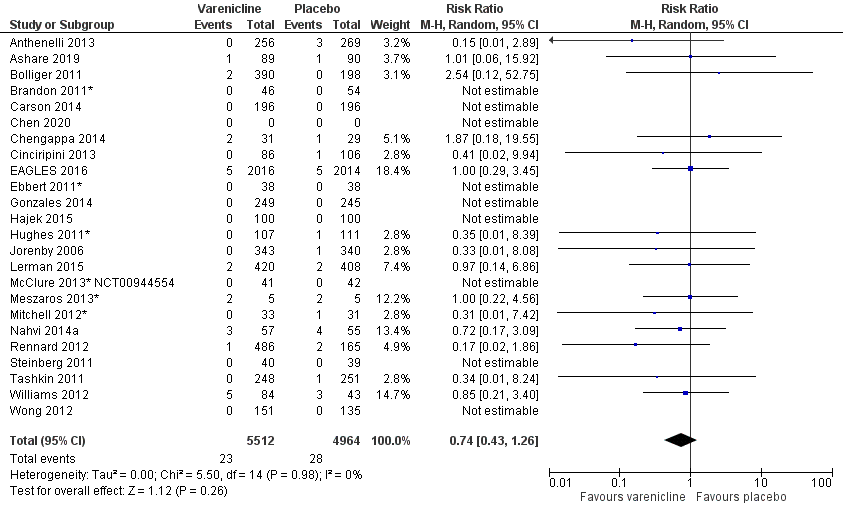 Varenicline Placebo Risk Ratio Risk Ratio
Study or Subgroup Events Total Events Total Weight M-H, Random, 95% CI M-H, Random, 95% CI
Anthenelli 2013 0 256 3 269 3.2% 0.15 [0.01, 2.89]
Ashare 2019 1 89 1 90 3.7% 1.01 [0.06, 15.92]
Bolliger 2011 2 390 0 198 3.1% 2.54 [0.12, 52.75]
Brandon 2011* 0 46 0 54 Not estimable
Carson 2014 0 196 0 196 Not estimable
Chen 2020 0 0 0 0 Not estimable
Chengappa 2014 2 31 1 29 5.1% 1.87 [0.18, 19.55]
Cinciripini 2013 0 86 1 106 2.8% 0.41 [0.02, 9.94]
EAGLES 2016 5 2016 5 2014 18.4% 1.00 [0.29, 3.45]
Ebbert 2011* 0 38 0 38 Not estimable
Gonzales 2014 0 249 0 245 Not estimable
Hajek 2015 0 100 0 100 Not estimable
Hughes 2011* 0 107 1 111 2.8% 0.35 [0.01, 8.39]
Jorenby 2006 0 343 1 340 2.8% 0.33 [0.01, 8.08]
Lerman 2015 2 420 2 408 7.4% 0.97 [0.14, 6.86]
McClure 2013* NCT00944554 0 41 0 42 Not estimable
Meszaros 2013* 2 5 2 5 12.2% 1.00 [0.22, 4.56]
Mitchell 2012* 0 33 1 31 2.8% 0.31 [0.01, 7.42]
Nahvi 2014a 3 57 4 55 13.4% 0.72 [0.17, 3.09]
Rennard 2012 1 486 2 165 4.9% 0.17 [0.02, 1.86]
Steinberg 2011 0 40 0 39 Not estimable
Tashkin 2011 0 248 1 251 2.8% 0.34 [0.01, 8.24]
Williams 2012 5 84 3 43 14.7% 0.85 [0.21, 3.40]
Wong 2012 0 151 0 135 Not estimable
Total (95% CI) 5512 4964 100.0% 0.74 [0.43, 1.26]
Total events 23 28
Heterogeneity: Tau² = 0.00; Chi² = 5.50, df = 14 (P = 0.98); I² = 0%
Test for overall effect: Z = 1.12 (P = 0.26)
0.01 0.1 1 10 100
Favours varenicline Favours placebo